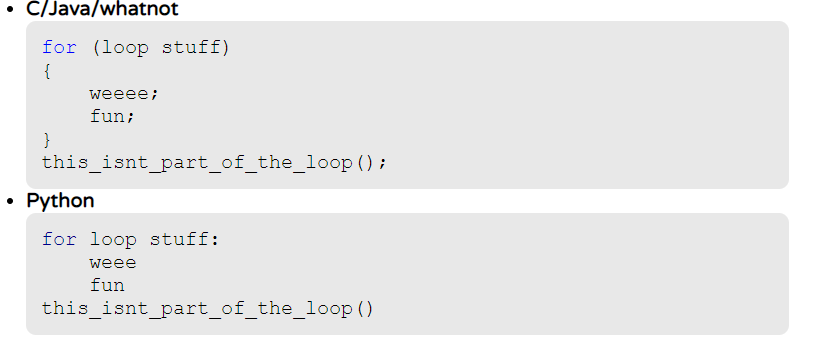 C/Java/whatnot
for (loop stuff)
{
    weeee;
    fun;
}
this_isnt_part_of_the_loop();
Python
for loop stuff:
    weee
    fun
this_isnt_part_of_the_loop()